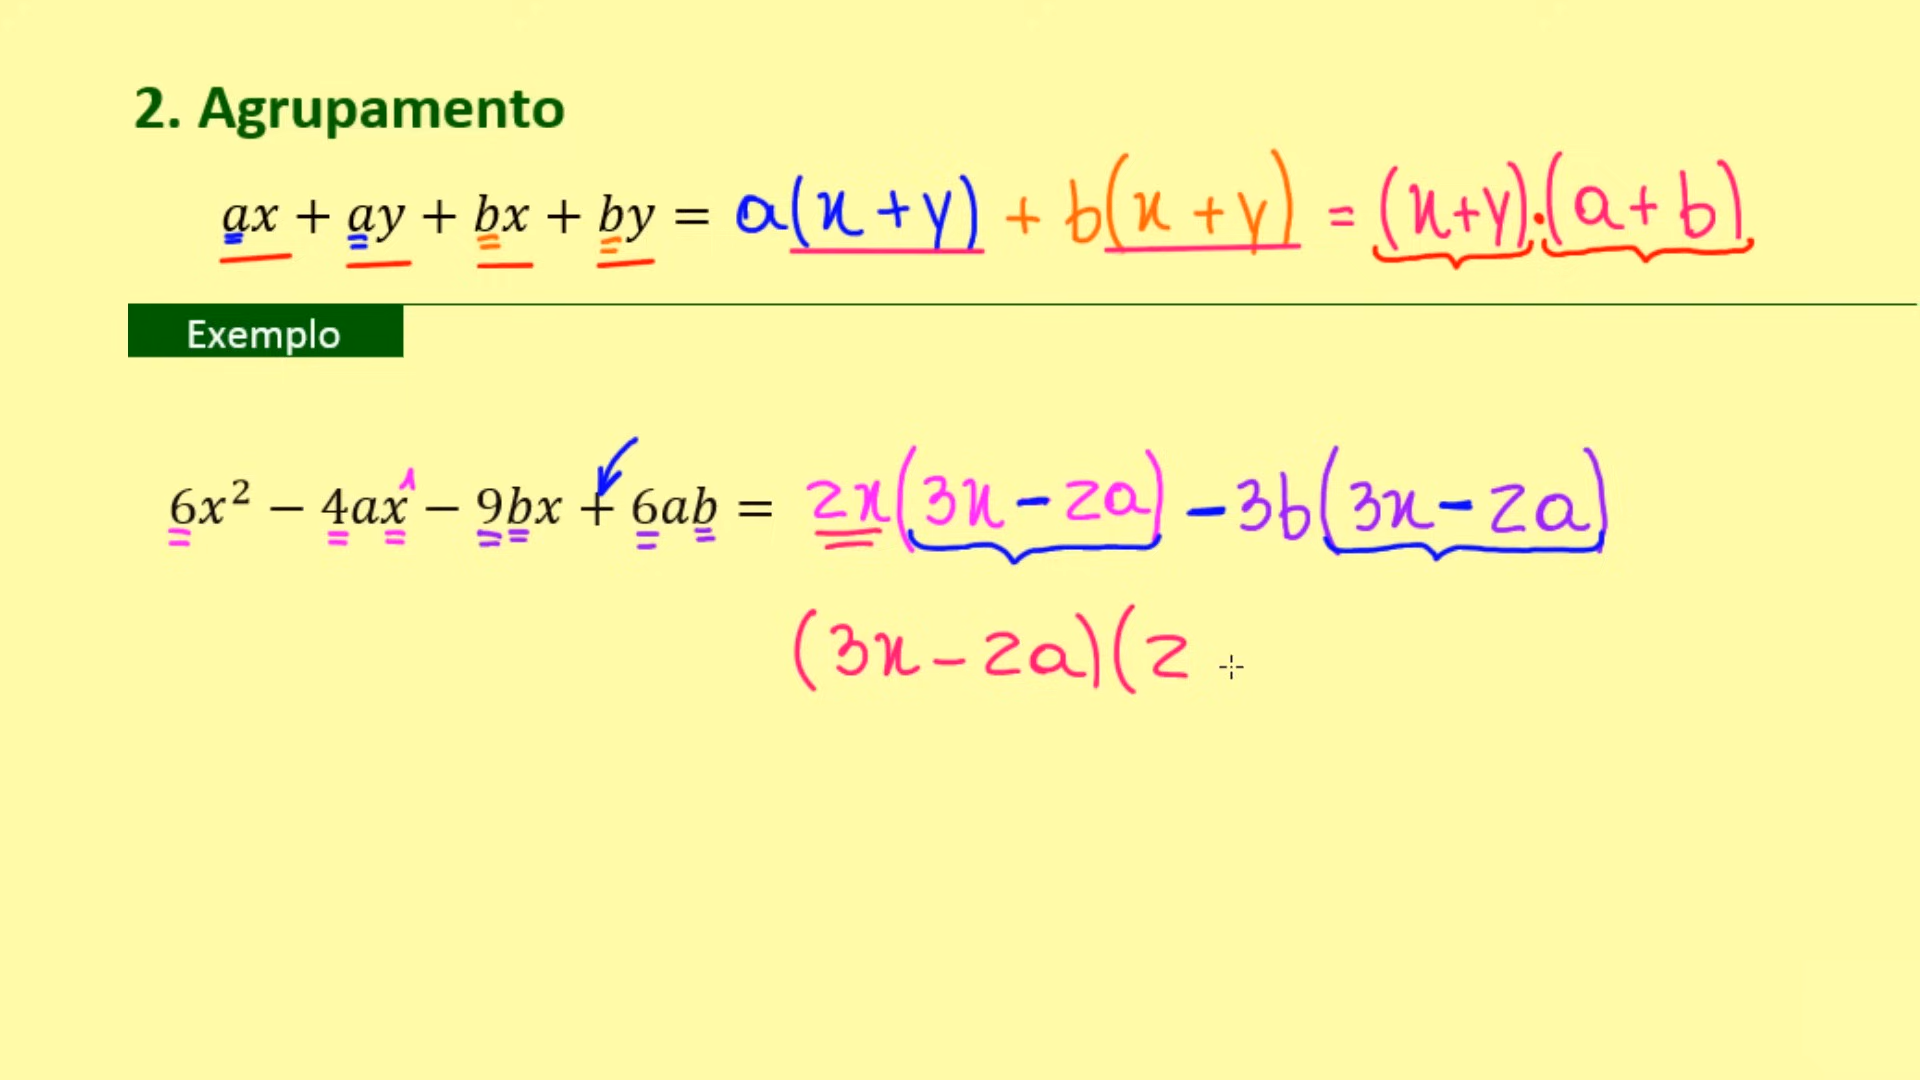 2. Agrupamento
ax + ay + bx + by = a(x+y) + b(x+y) = (x+y)·(a+b)
Exemplo
6x² − 4ax¹ − 9bx + 6ab = 2x(3x−2a) −3b(3x−2a)
(3x−2a)(2